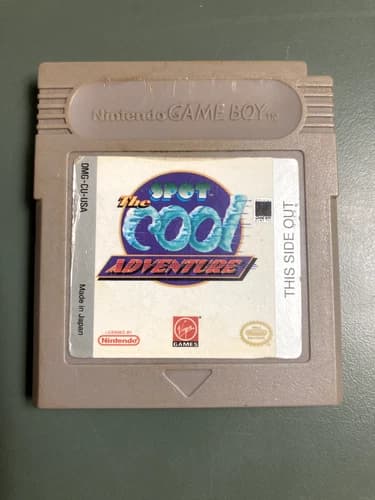 Nintendo GAME BOY TM
DMG-CU-USA
SPOT
The
cool
ADVENTURE
THIS SIDE OUT
Made in Japan
LICENSED BY
Nintendo
Virgin
GAMES